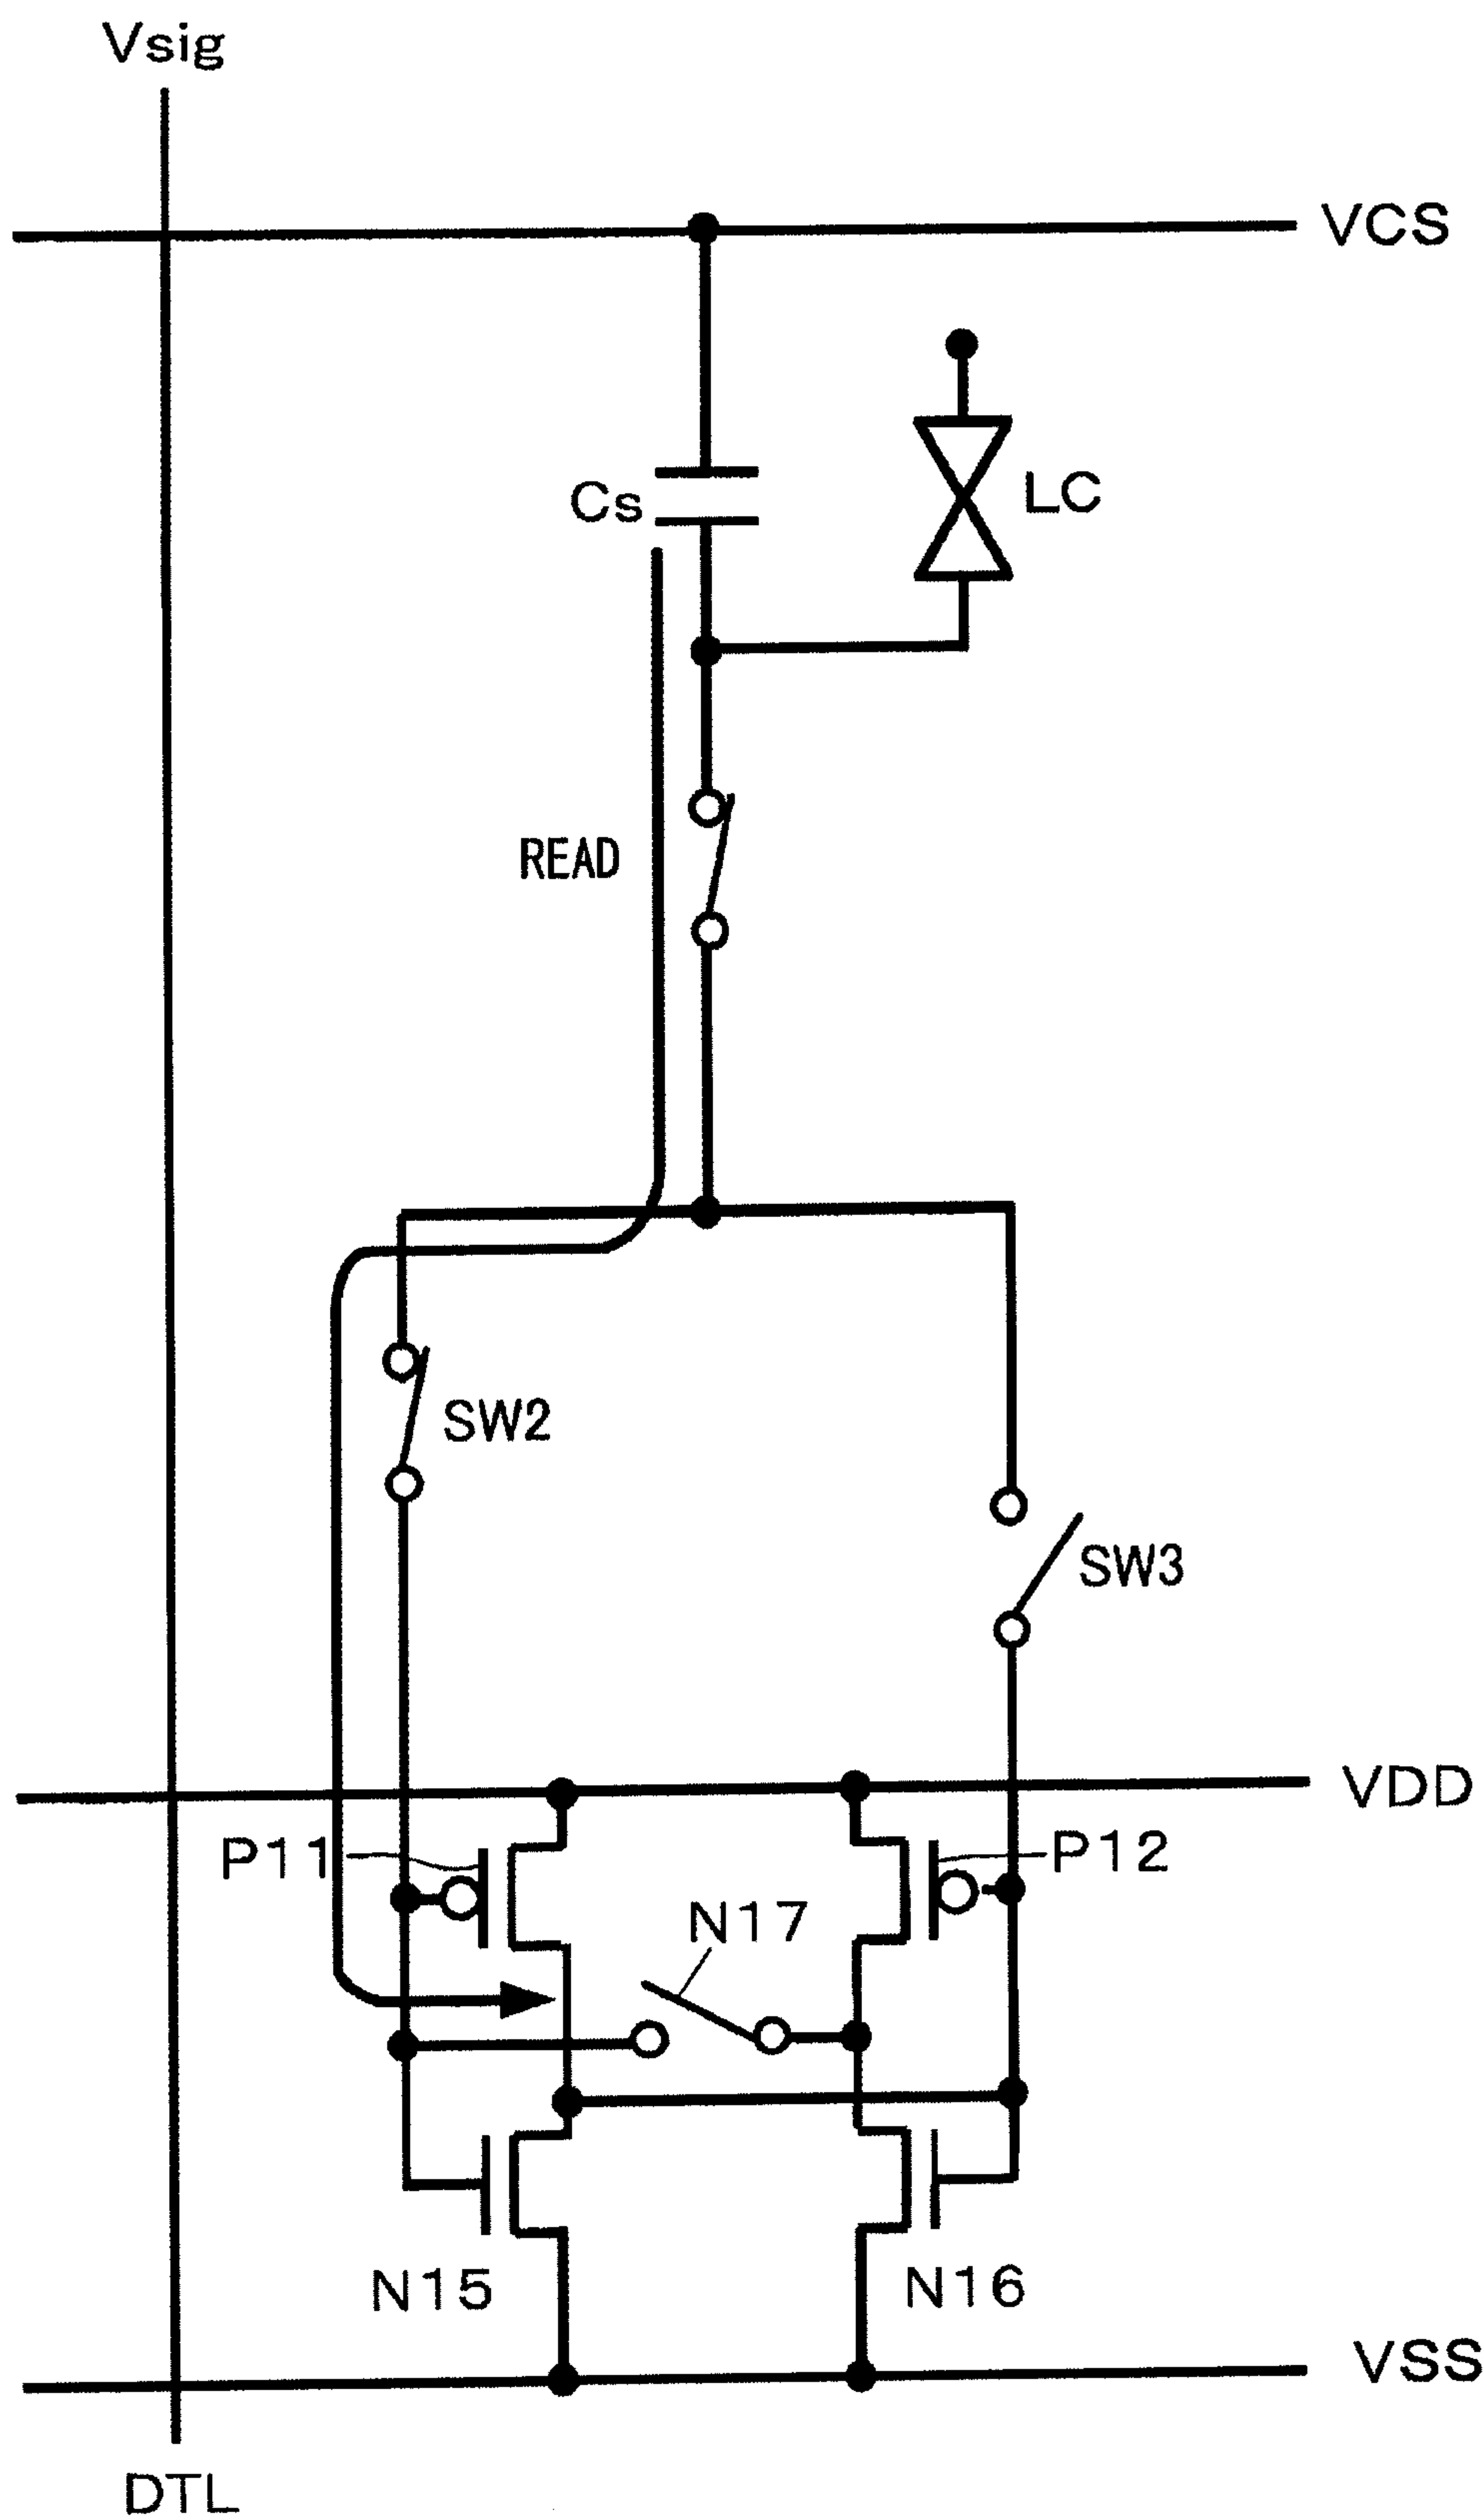 Vsig
VCS
Cs
LC
READ
SW2
SW3
VDD
P11
P12
N17
N15
N16
VSS
DTL